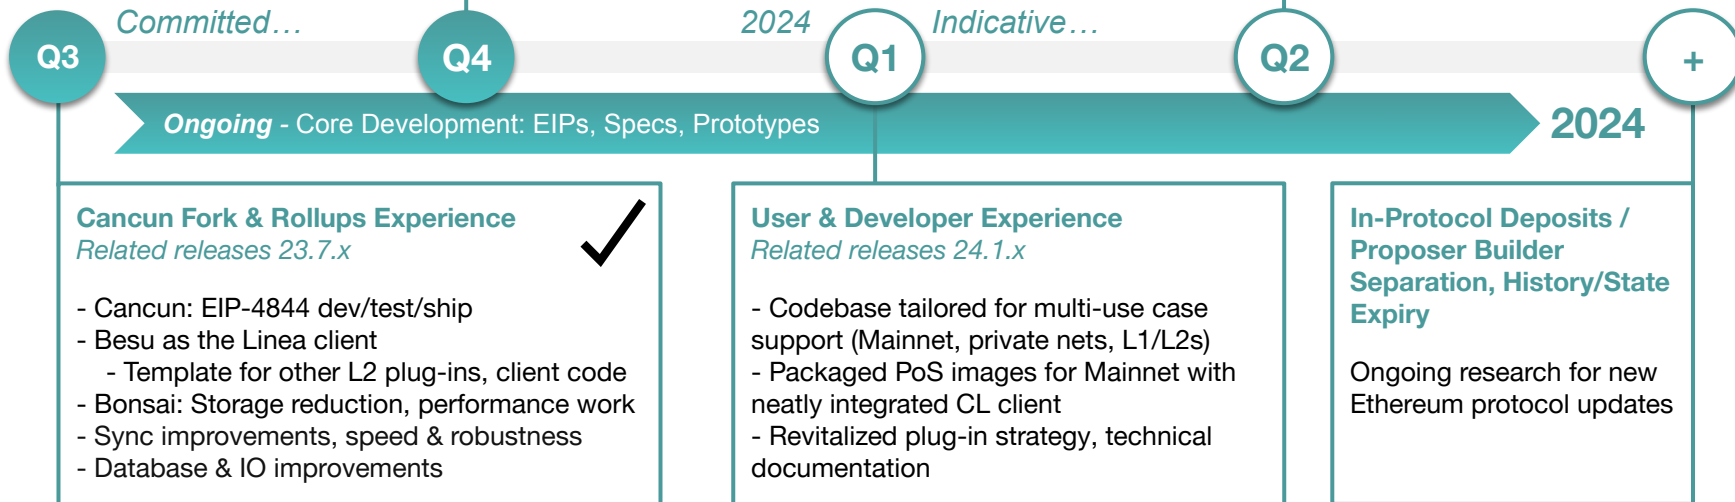 Committed...
2024
Indicative...
Q3
Q4
Q1
Q2
+
Ongoing - Core Development: EIPs, Specs, Prototypes
2024
Cancun Fork & Rollups Experience
Related releases 23.7.x
- Cancun: EIP-4844 dev/test/ship
- Besu as the Linea client
- Template for other L2 plug-ins, client code
- Bonsai: Storage reduction, performance work
- Sync improvements, speed & robustness
- Database & IO improvements
User & Developer Experience
Related releases 24.1.x
- Codebase tailored for multi-use case
support (Mainnet, private nets, L1/L2s)
- Packaged PoS images for Mainnet with
neatly integrated CL client
- Revitalized plug-in strategy, technical
documentation
In-Protocol Deposits /
Proposer Builder
Separation, History/State
Expiry
Ongoing research for new
Ethereum protocol updates